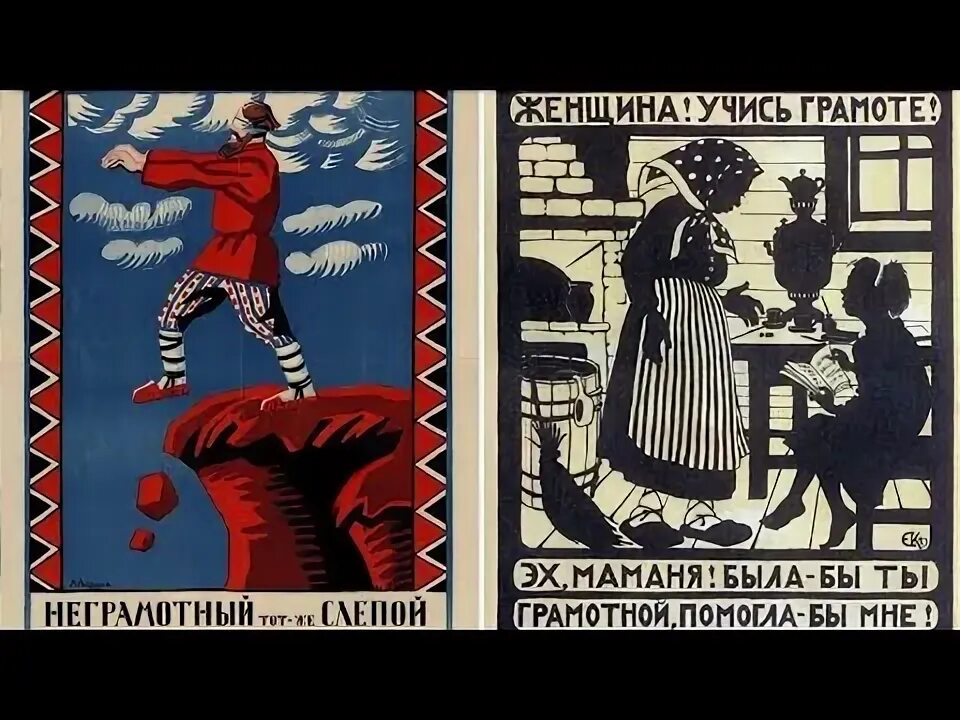 НЕГРАМОТНЫЙ ТОТ-ЖЕ СЛЕПОЙ
ЖЕНЩИНА! УЧИСЬ ГРАМОТЕ!
ЭХ, МАМАНЯ! БЫЛА-БЫ ТЫ
ГРАМОТНОЙ, ПОМОГЛА-БЫ МНЕ!